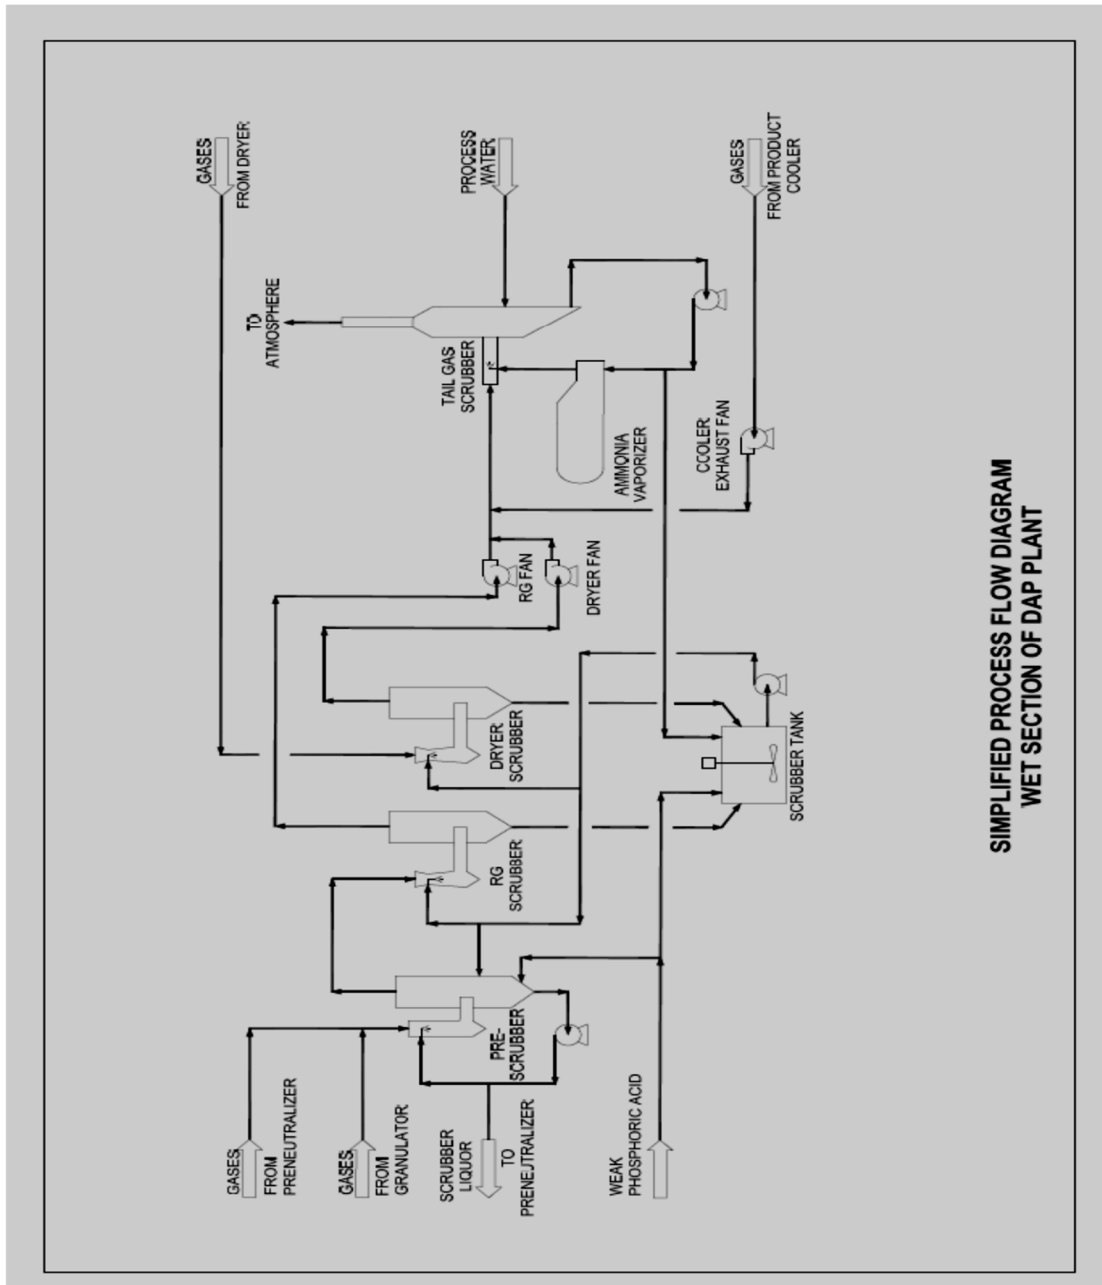 GASES
FROM DRYER
GASES
FROM
PRENEUTRALIZER
TO
ATMOSPHERE
GASES
FROM
GRANULATOR
SCRUBBER
LIQUOR
TO
PRENEUTRALIZER
PRE-
SCRUBBER
RG
SCRUBBER
DRYER
SCRUBBER
RG FAN
DRYER FAN
TAIL GAS
SCRUBBER
PROCESS
WATER
WEAK
PHOSPHORIC ACID
AMMONIA
VAPORIZER
COOLER
EXHAUST FAN
GASES
FROM PRODUCT
COOLER
SCRUBBER TANK
SIMPLIFIED PROCESS FLOW DIAGRAM
WET SECTION OF DAP PLANT